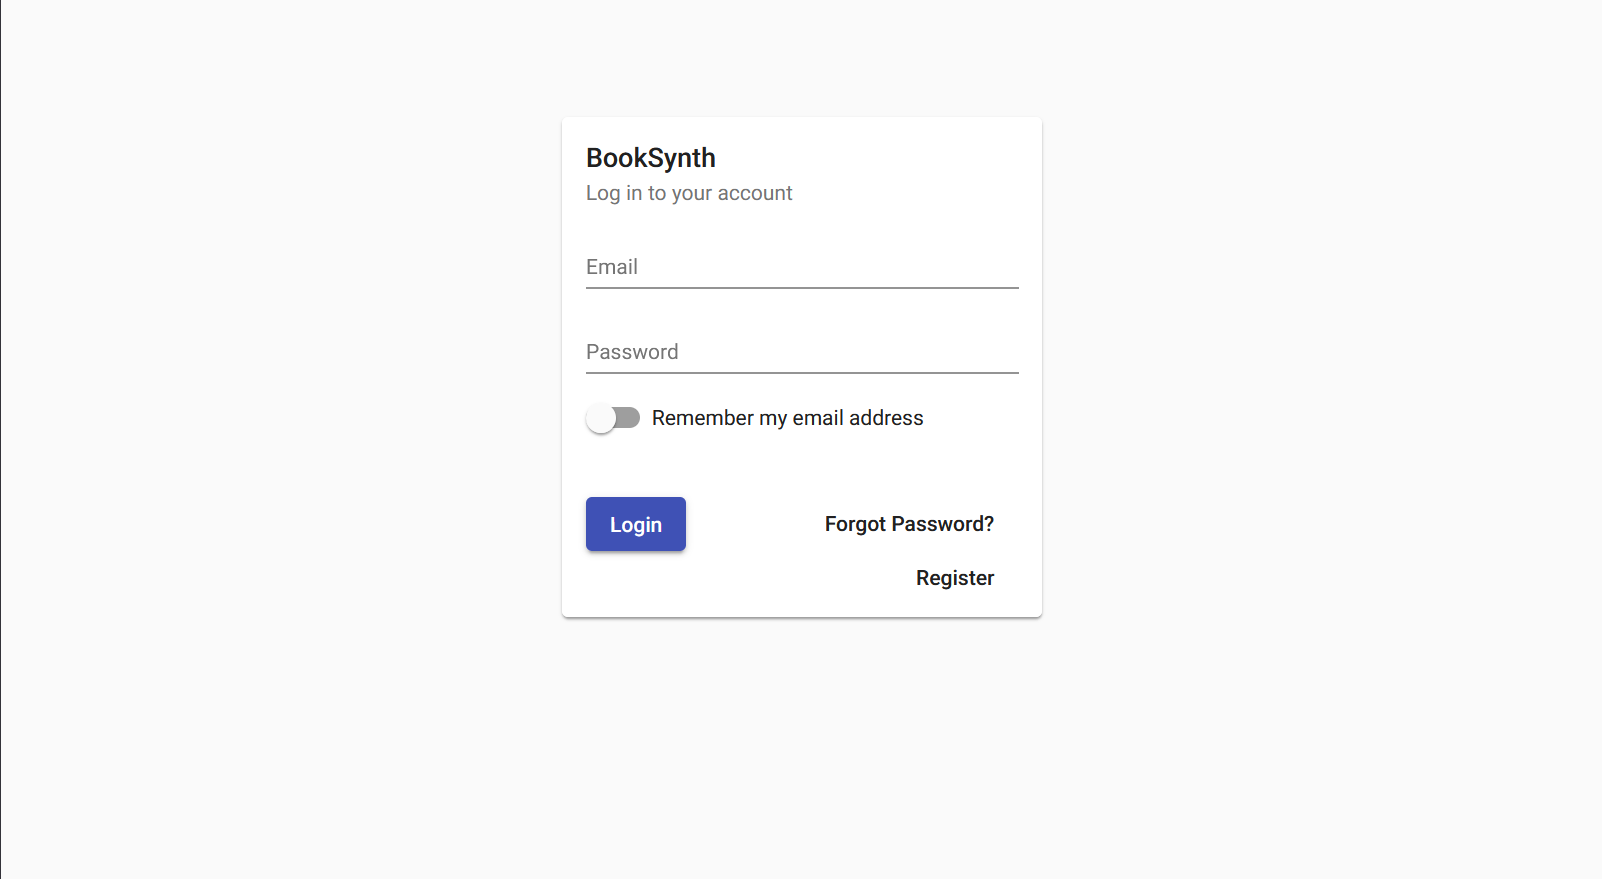 BookSynth
Log in to your account
Email
Password
Remember my email address
Login
Forgot Password?
Register